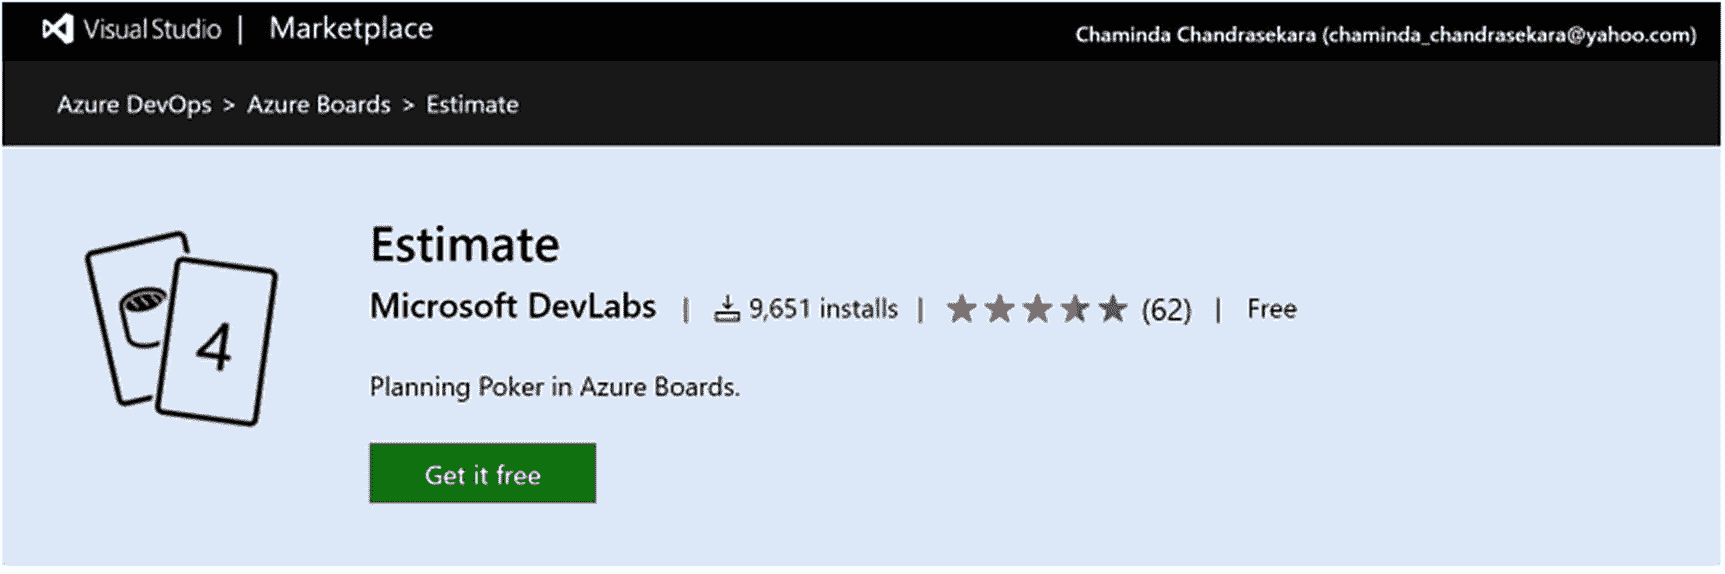 Visual Studio | Marketplace
Chaminda Chandrasekara (chaminda_chandrasekara@yahoo.com)
Azure DevOps > Azure Boards > Estimate
Estimate
Microsoft DevLabs | 9,651 installs | ★★★★★ (62) | Free
4
Planning Poker in Azure Boards.
Get it free